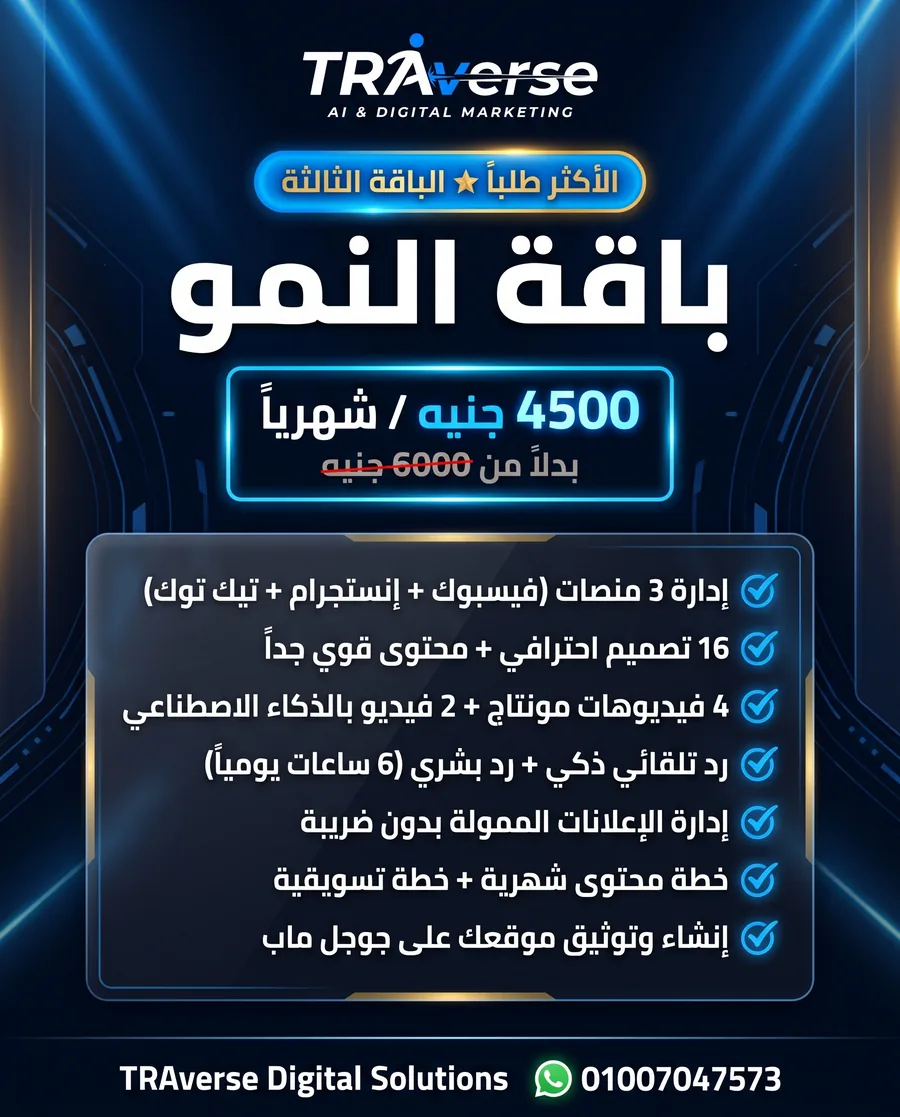 TRAverse
AI & DIGITAL MARKETING
الأكثر طلباً ⭐ الباقة الثالثة
باقة النمو
4500 جنيه / شهرياً
بدلاً من 6000 جنيه
إدارة 3 منصات (فيسبوك + إنستجرام + تيك توك)
16 تصميم احترافي + محتوى قوي جداً
4 فيديوهات مونتاج + 2 فيديو بالذكاء الاصطناعي
رد تلقائي ذكي + رد بشري (6 ساعات يومياً)
إدارة الإعلانات الممولة بدون ضريبة
خطة محتوى شهرية + خطة تسويقية
إنشاء وتوثيق موقعك على جوجل ماب
TRAverse Digital Solutions 01007047573